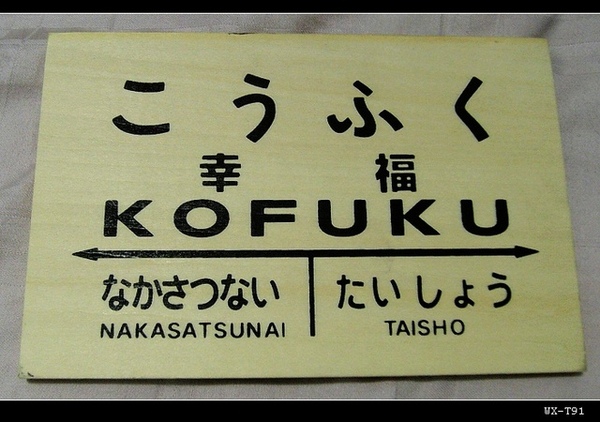 こうふく
幸福
KOFUKU
なかさつない たいしょう
NAKASATSUNAI TAISHO
WX-T91